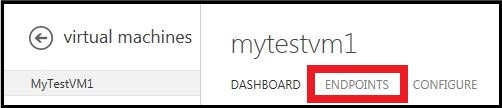 virtual machines
MyTestVM1
mytestvm1
DASHBOARD ENDPOINTS CONFIGURE